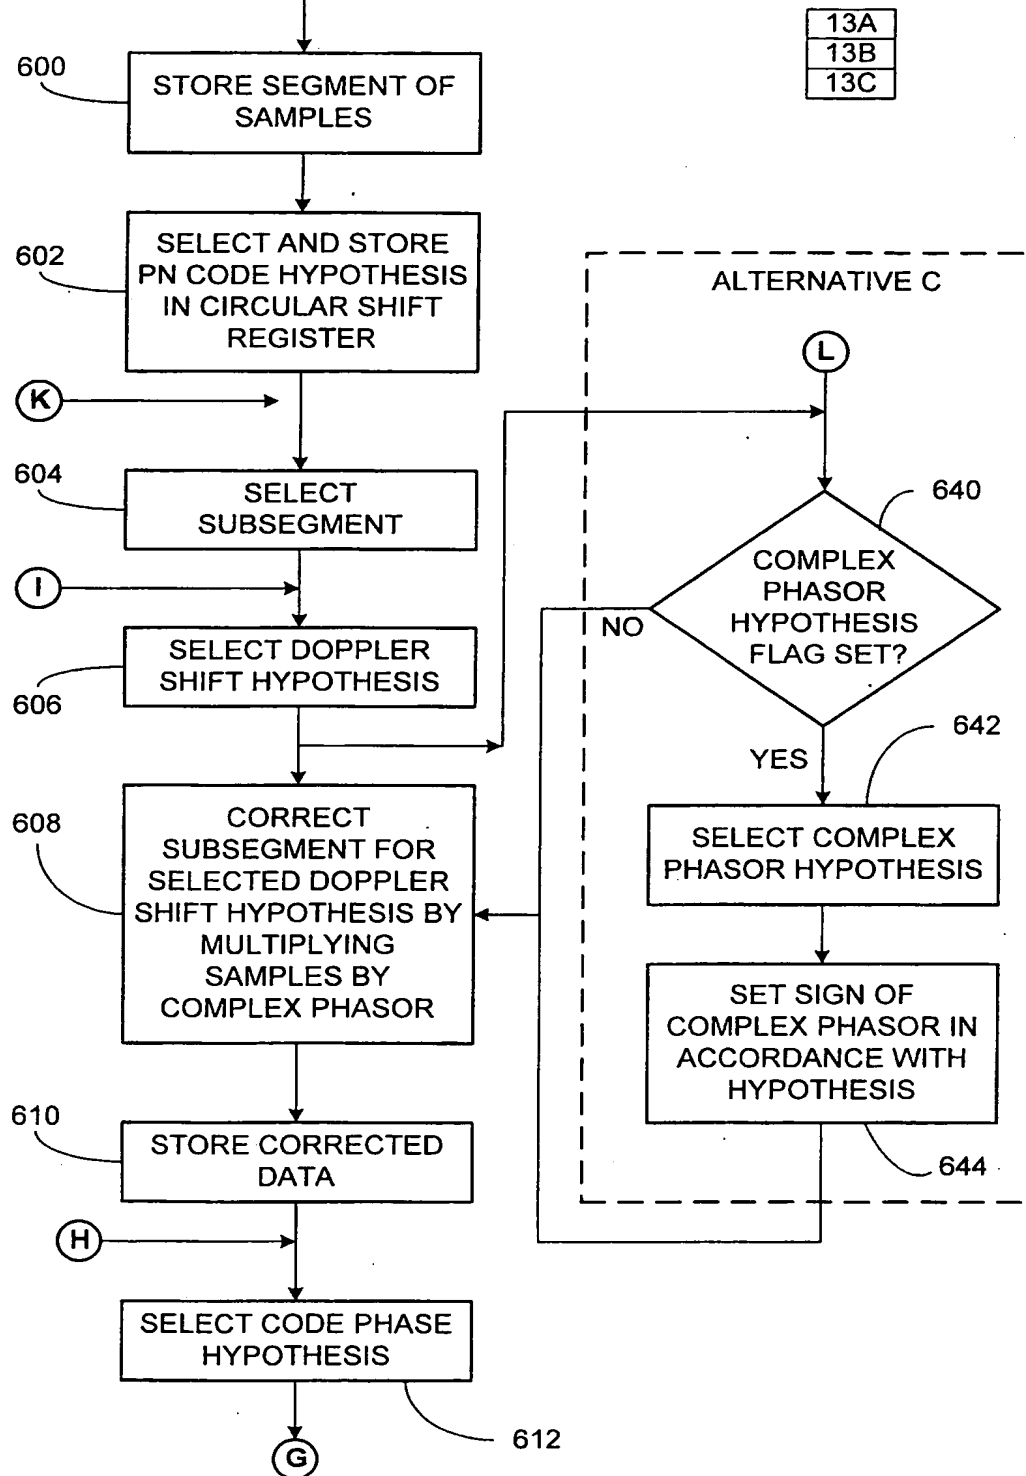 13A
13B
13C
600
STORE SEGMENT OF
SAMPLES
602
SELECT AND STORE
PN CODE HYPOTHESIS
IN CIRCULAR SHIFT
REGISTER
K
604
SELECT
SUBSEGMENT
I
SELECT DOPPLER
SHIFT HYPOTHESIS
606
608
CORRECT
SUBSEGMENT FOR
SELECTED DOPPLER
SHIFT HYPOTHESIS BY
MULTIPLYING
SAMPLES BY
COMPLEX PHASOR
610
STORE CORRECTED
DATA
H
SELECT CODE PHASE
HYPOTHESIS
612
G
ALTERNATIVE C
L
640
COMPLEX
PHASOR
HYPOTHESIS
FLAG SET?
NO
YES
642
SELECT COMPLEX
PHASOR HYPOTHESIS
SET SIGN OF
COMPLEX PHASOR IN
ACCORDANCE WITH
HYPOTHESIS
644